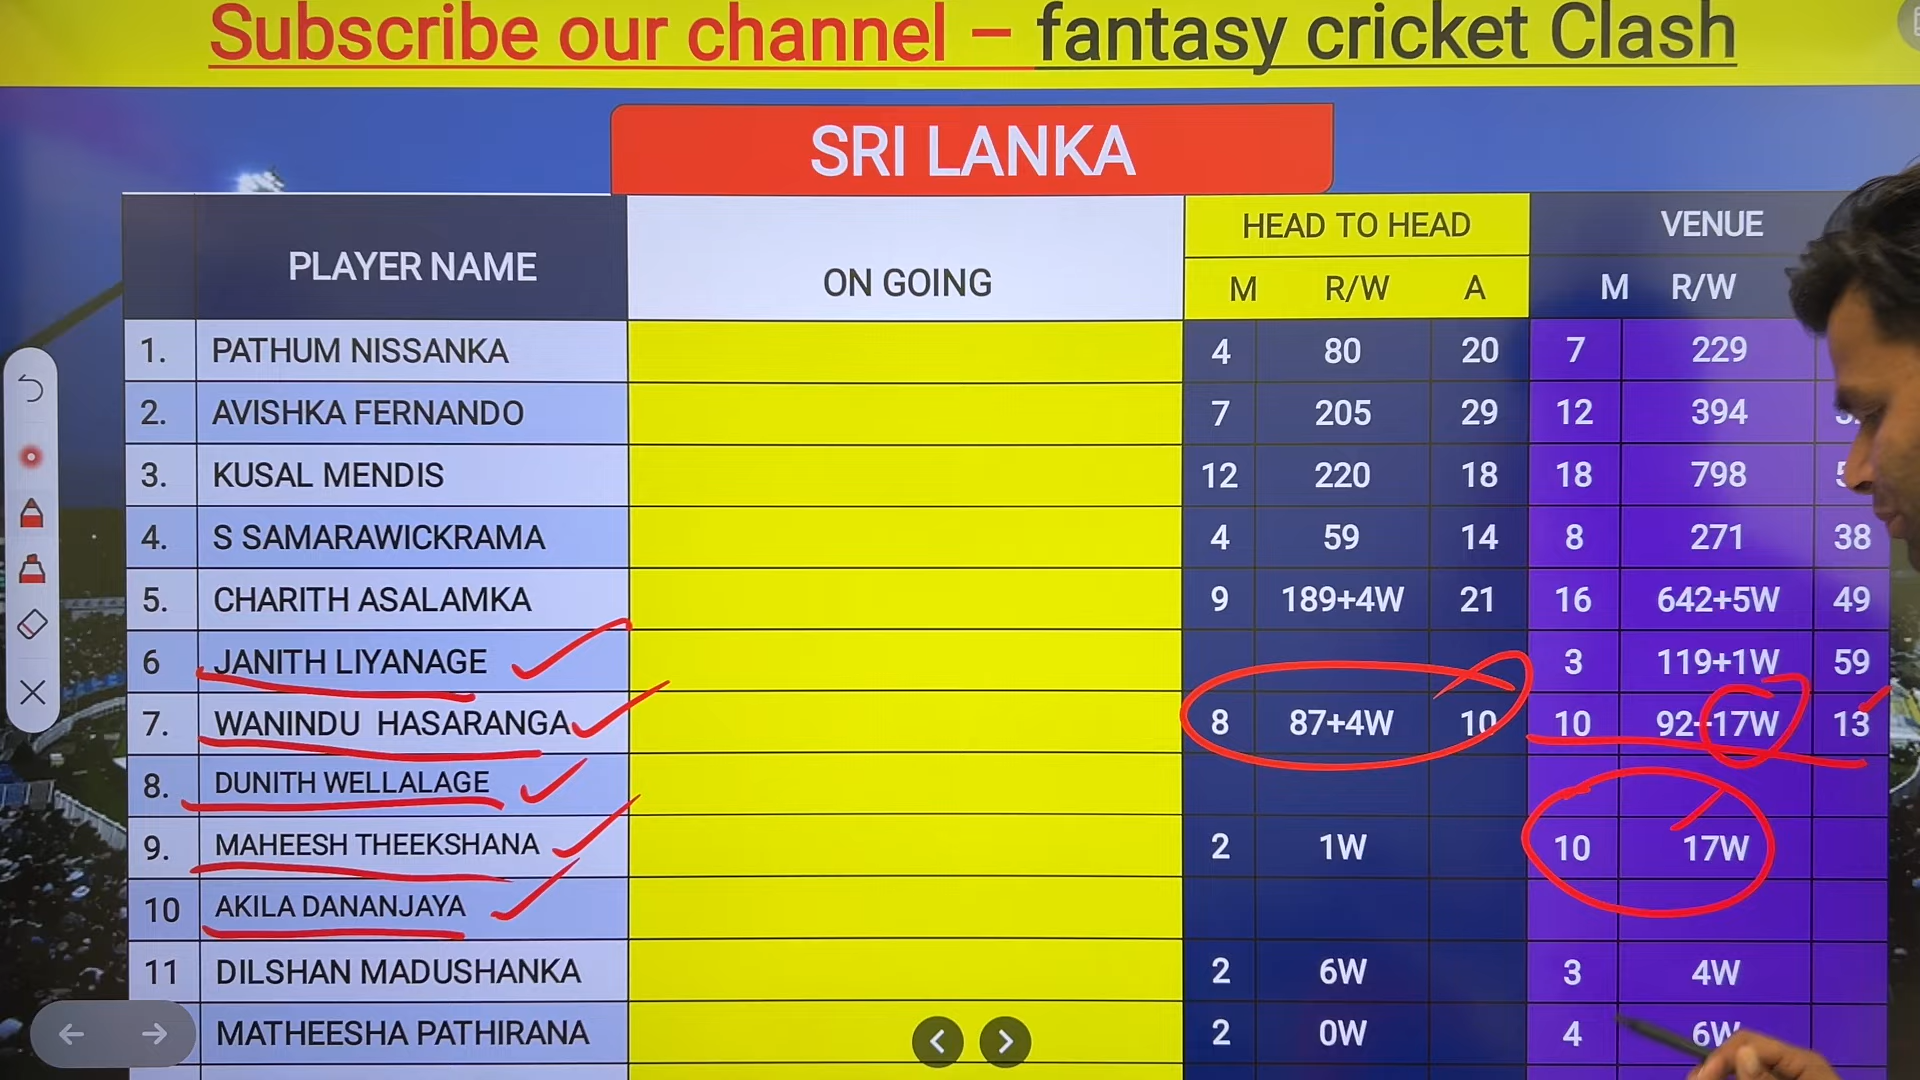 Subscribe our channel – fantasy cricket Clash
SRI LANKA
PLAYER NAME ON GOING HEAD TO HEAD VENUE
M R/W A M R/W
1. PATHUM NISSANKA 4 80 20 7 229
2. AVISHKA FERNANDO 7 205 29 12 394
3. KUSAL MENDIS 12 220 18 18 798
4. S SAMARAWICKRAMA 4 59 14 8 271 38
5. CHARITH ASALAMKA 9 189+4W 21 16 642+5W 49
6 JANITH LIYANAGE 3 119+1W 59
7. WANINDU HASARANGA 8 87+4W 10 10 92+17W 13
8. DUNITH WELLALAGE
9. MAHEESH THEEKSHANA 2 1W 10 17W
10 AKILA DANANJAYA
11 DILSHAN MADUSHANKA 2 6W 3 4W
MATHEESHA PATHIRANA 2 0W 4 6W